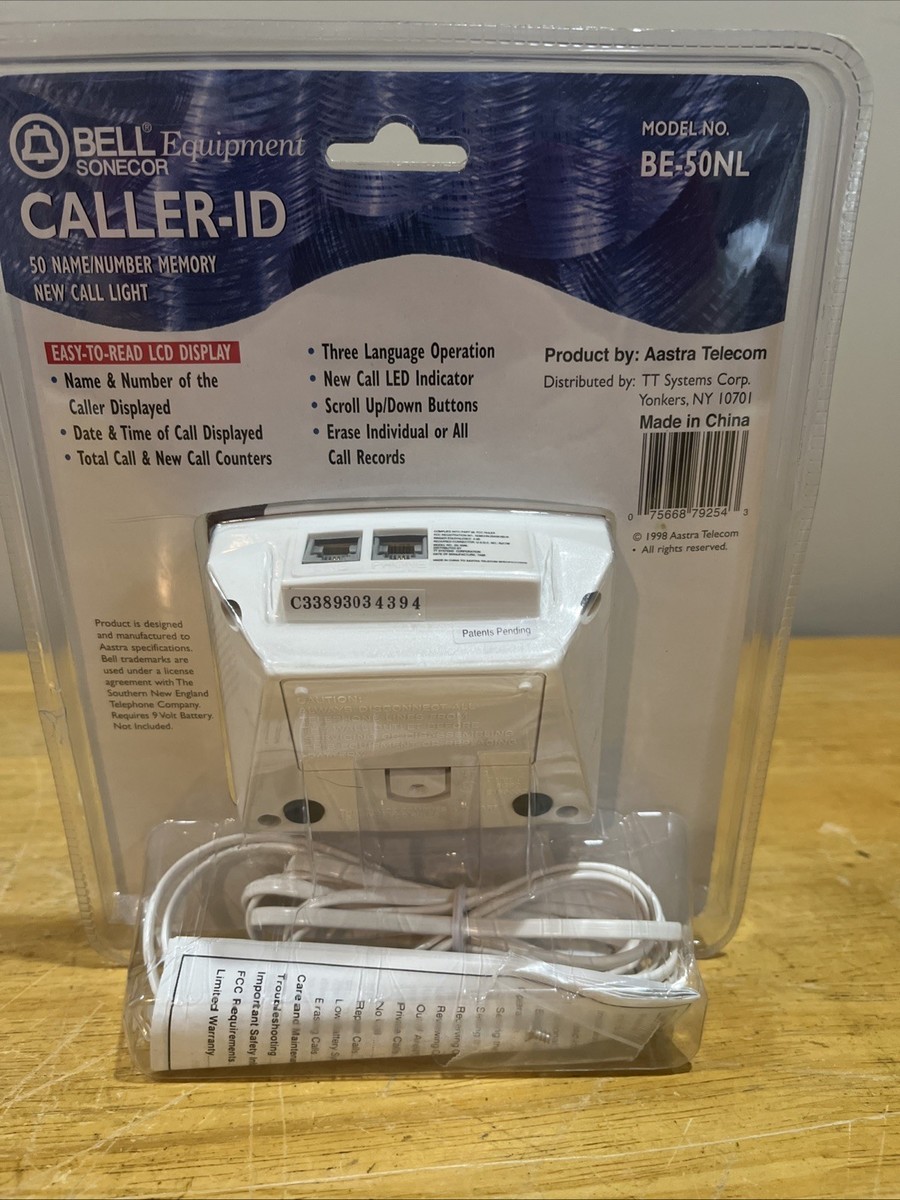 BELL® Equipment
SONECOR
CALLER-ID
50 NAME/NUMBER MEMORY
NEW CALL LIGHT
MODEL NO.
BE-50NL
EASY-TO-READ LCD DISPLAY
• Name & Number of the
Caller Displayed
• Date & Time of Call Displayed
• Total Call & New Call Counters
• Three Language Operation
• New Call LED Indicator
• Scroll Up/Down Buttons
• Erase Individual or All
Call Records
Product by: Aastra Telecom
Distributed by: TT Systems Corp.
Yonkers, NY 10701
Made in China
0 75668 79254 3
© 1998 Aastra Telecom
• All rights reserved.
C33893034394
Patents Pending
Product is designed
and manufactured to
Aastra specifications.
Bell trademarks are
used under a license
agreement with The
Southern New England
Telephone Company.
Requires 9 Volt Battery.
Not Included.
CAUTION:
Care and
Troubleshooting
Important Safety
FCC Requirements
Limited Warranty